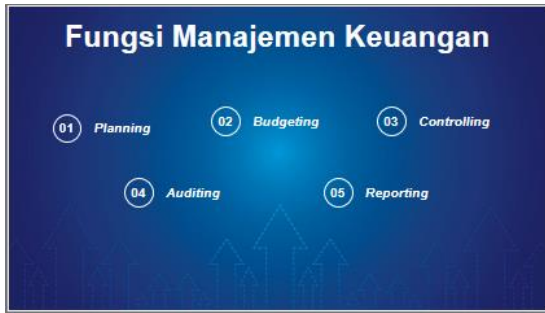 Fungsi Manajemen Keuangan
01 Planning
02 Budgeting
03 Controlling
04 Auditing
05 Reporting